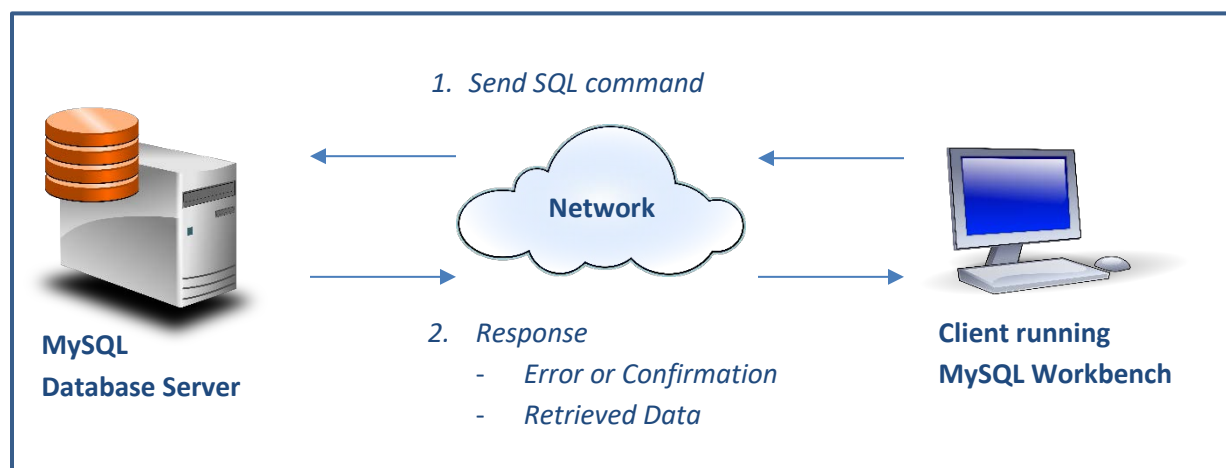 1. Send SQL command
Network
MySQL
Database Server
2. Response
- Error or Confirmation
- Retrieved Data
Client running
MySQL Workbench